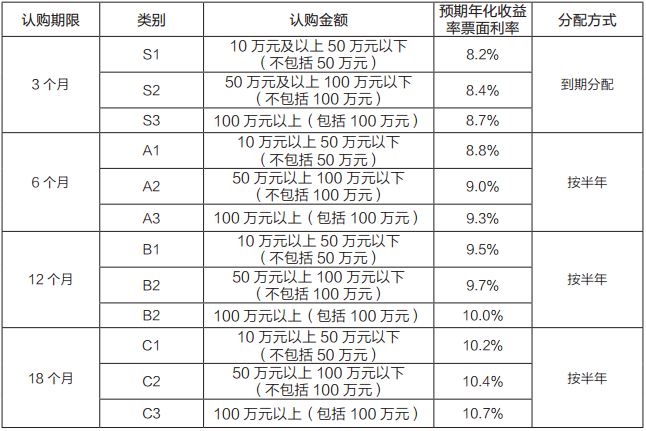 认购期限 类别 认购金额 预期年化收益
率票面利率 分配方式
3 个月 S1 10 万元及以上 50 万元以下
（不包括 50 万元） 8.2% 到期分配
S2 50 万元及以上 100 万元以下
（不包括 100 万元） 8.4%
S3 100 万元以上（包括 100 万元） 8.7%
6 个月 A1 10 万元以上 50 万元以下
（不包括 50 万元） 8.8% 按半年
A2 50 万元以上 100 万元以下
（不包括 100 万元） 9.0%
A3 100 万元以上（包括 100 万元） 9.3%
12 个月 B1 10 万元以上 50 万元以下
（不包括 50 万元） 9.5% 按半年
B2 50 万元以上 100 万元以下
（不包括 100 万元） 9.7%
B2 100 万元以上（包括 100 万元） 10.0%
18 个月 C1 10 万元以上 50 万元以下
（不包括 50 万元） 10.2% 按半年
C2 50 万元以上 100 万元以下
（不包括 100 万元） 10.4%
C3 100 万元以上（包括 100 万元） 10.7%